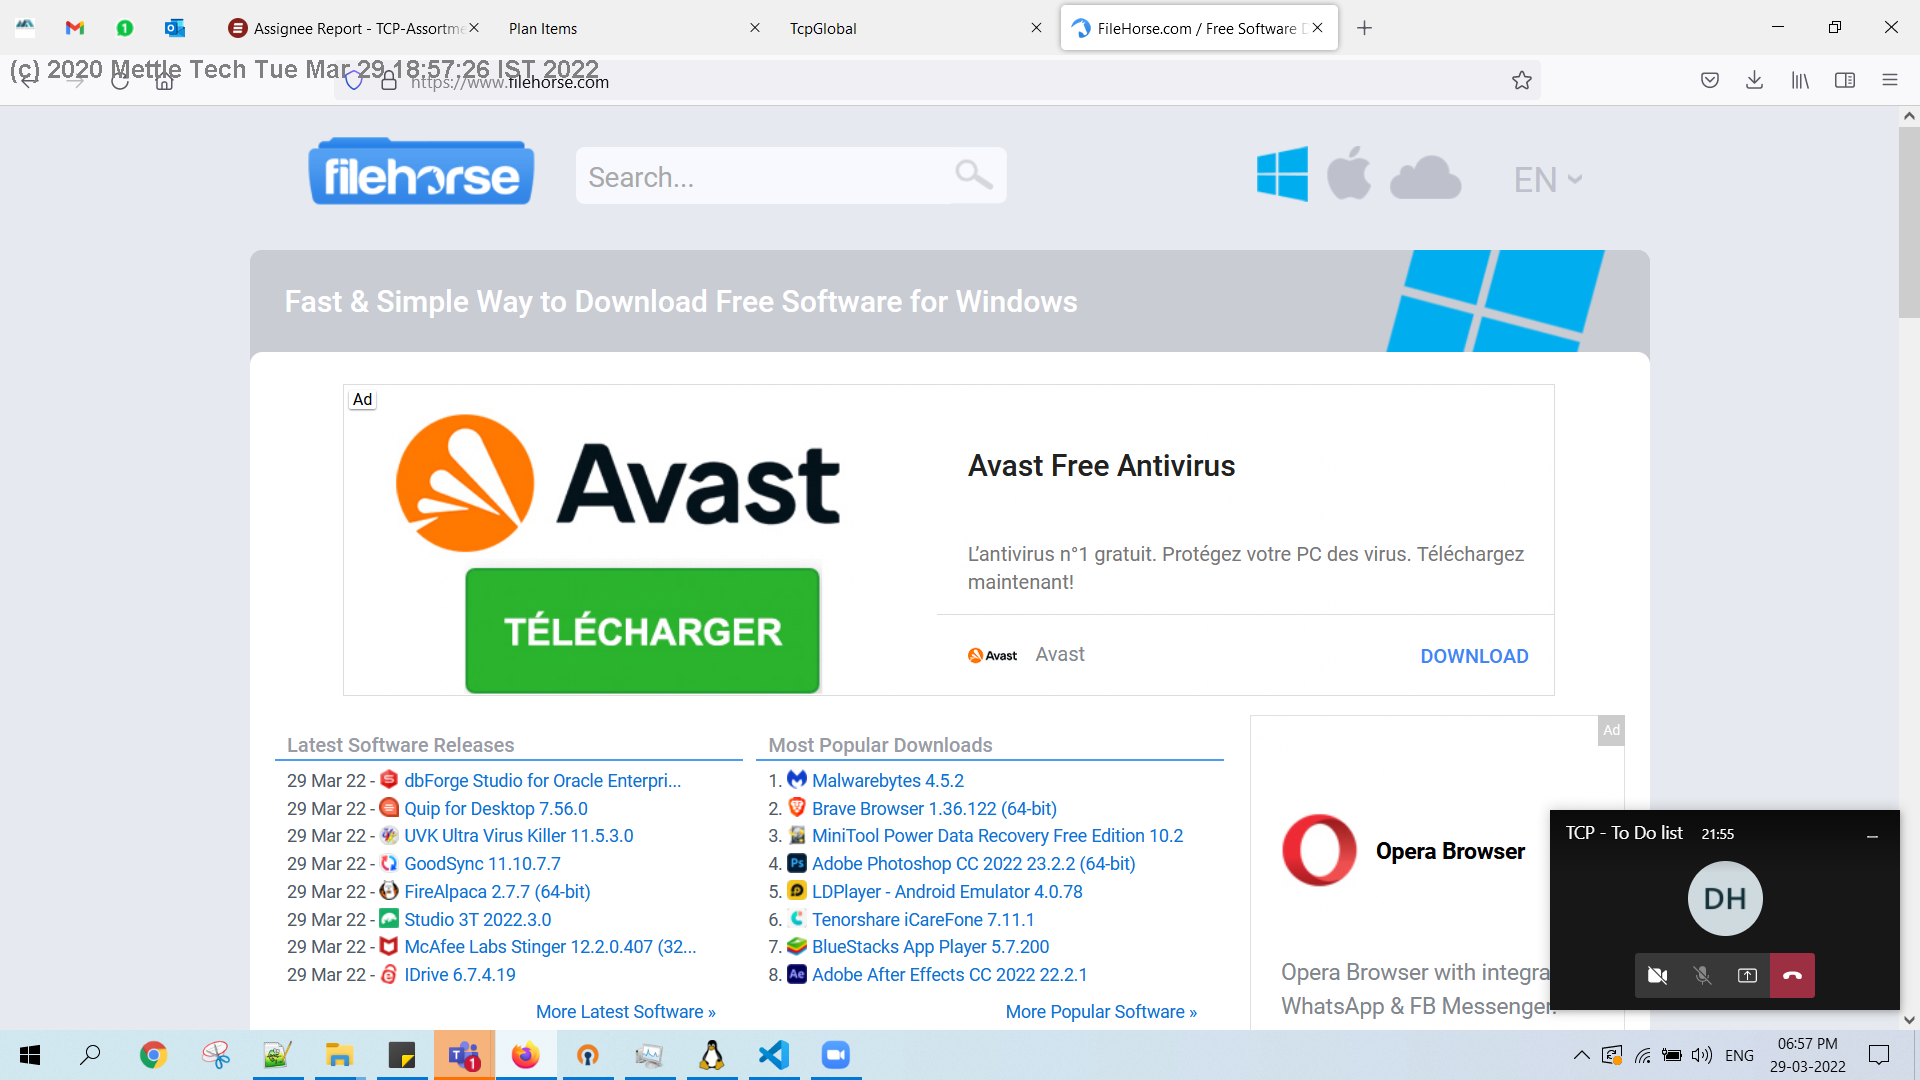 Assignee Report - TCP-Assortme
Plan Items
TcpGlobal
FileHorse.com / Free Software D
(c) 2020 Mettle Tech Tue Mar 29 18:57:26 IST 2022
https://www.filehorse.com
filehorse
Search...
EN
Fast & Simple Way to Download Free Software for Windows
Ad
Avast
TÉLÉCHARGER
Avast Free Antivirus
L’antivirus n°1 gratuit. Protégez votre PC des virus. Téléchargez
maintenant!
Avast
Avast
DOWNLOAD
Latest Software Releases
29 Mar 22 - dbForge Studio for Oracle Enterpri...
29 Mar 22 - Quip for Desktop 7.56.0
29 Mar 22 - UVK Ultra Virus Killer 11.5.3.0
29 Mar 22 - GoodSync 11.10.7.7
29 Mar 22 - FireAlpaca 2.7.7 (64-bit)
29 Mar 22 - Studio 3T 2022.3.0
29 Mar 22 - McAfee Labs Stinger 12.2.0.407 (32...
29 Mar 22 - IDrive 6.7.4.19
More Latest Software »
Most Popular Downloads
1. Malwarebytes 4.5.2
2. Brave Browser 1.36.122 (64-bit)
3. MiniTool Power Data Recovery Free Edition 10.2
4. Ps Adobe Photoshop CC 2022 23.2.2 (64-bit)
5. LDPlayer - Android Emulator 4.0.78
6. Tenorshare iCareFone 7.11.1
7. BlueStacks App Player 5.7.200
8. Ae Adobe After Effects CC 2022 22.2.1
More Popular Software »
Ad
Opera Browser
Opera Browser with integra
WhatsApp & FB Messenger.
TCP - To Do list 21:55
DH
1
ENG
06:57 PM
29-03-2022